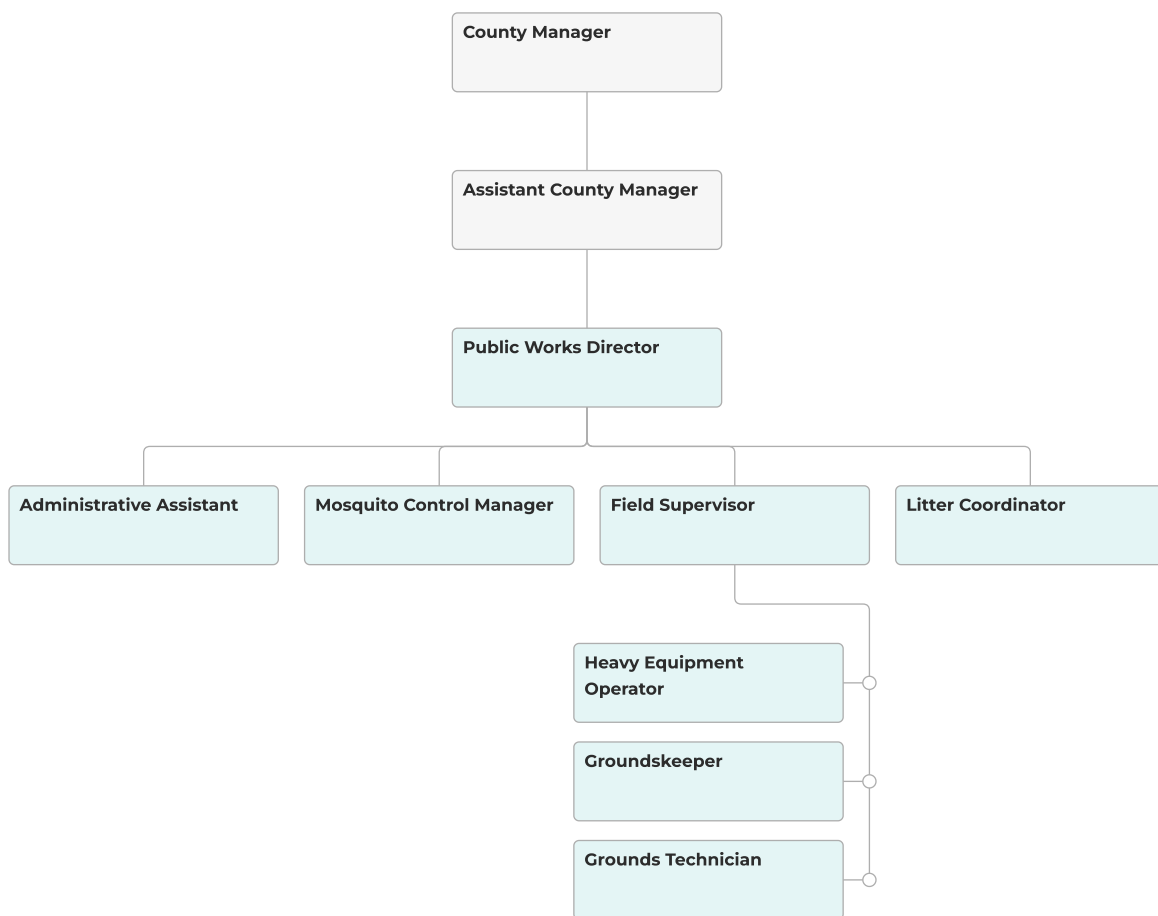 County Manager
Assistant County Manager
Public Works Director
Administrative Assistant
Mosquito Control Manager
Field Supervisor
Litter Coordinator
Heavy Equipment
Operator
Groundskeeper
Grounds Technician